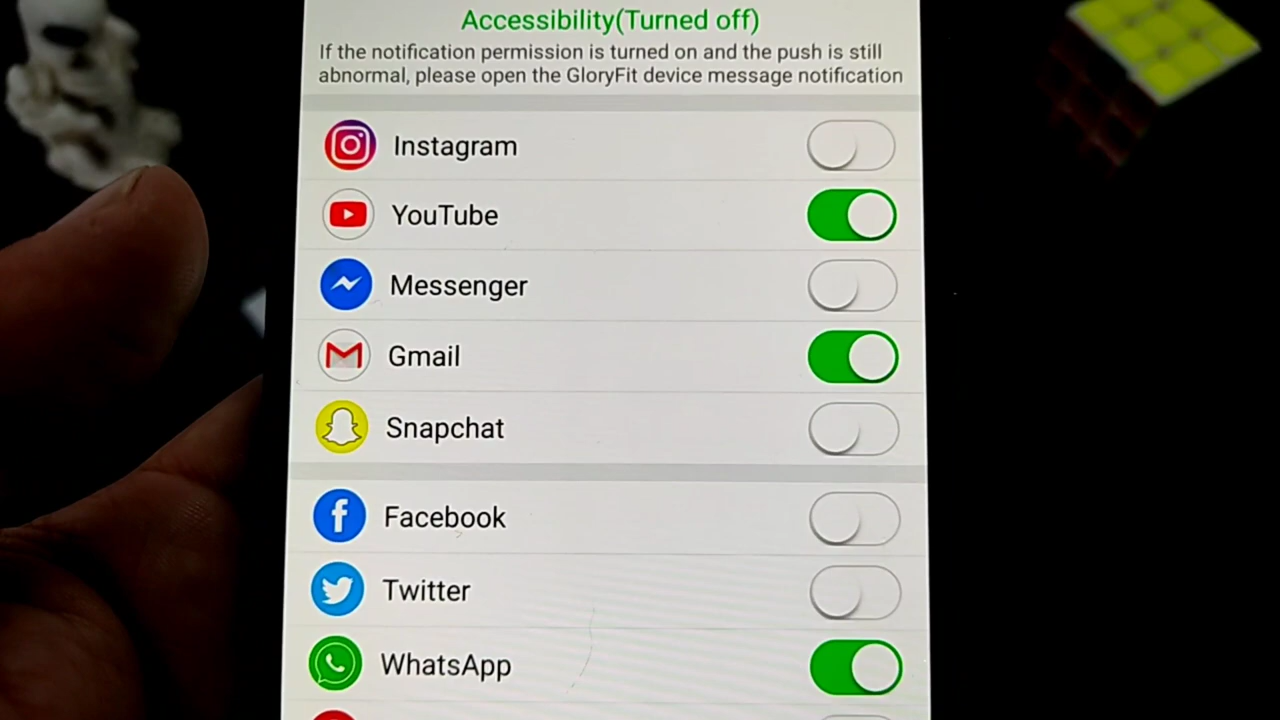 Accessibility(Turned off)
If the notification permission is turned on and the push is still
abnormal, please open the GloryFit device message notification
Instagram
YouTube
Messenger
Gmail
Snapchat
Facebook
Twitter
WhatsApp